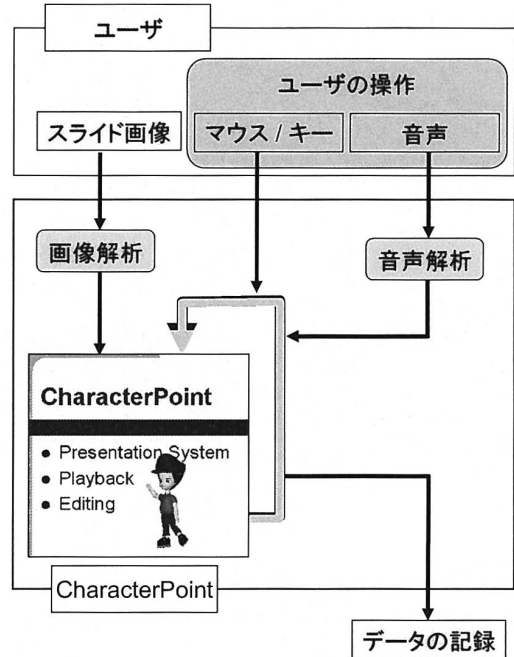 ユーザ
ユーザの操作
スライド画像
マウス / キー
音声
画像解析
音声解析
CharacterPoint
• Presentation System
• Playback
• Editing
CharacterPoint
データの記録